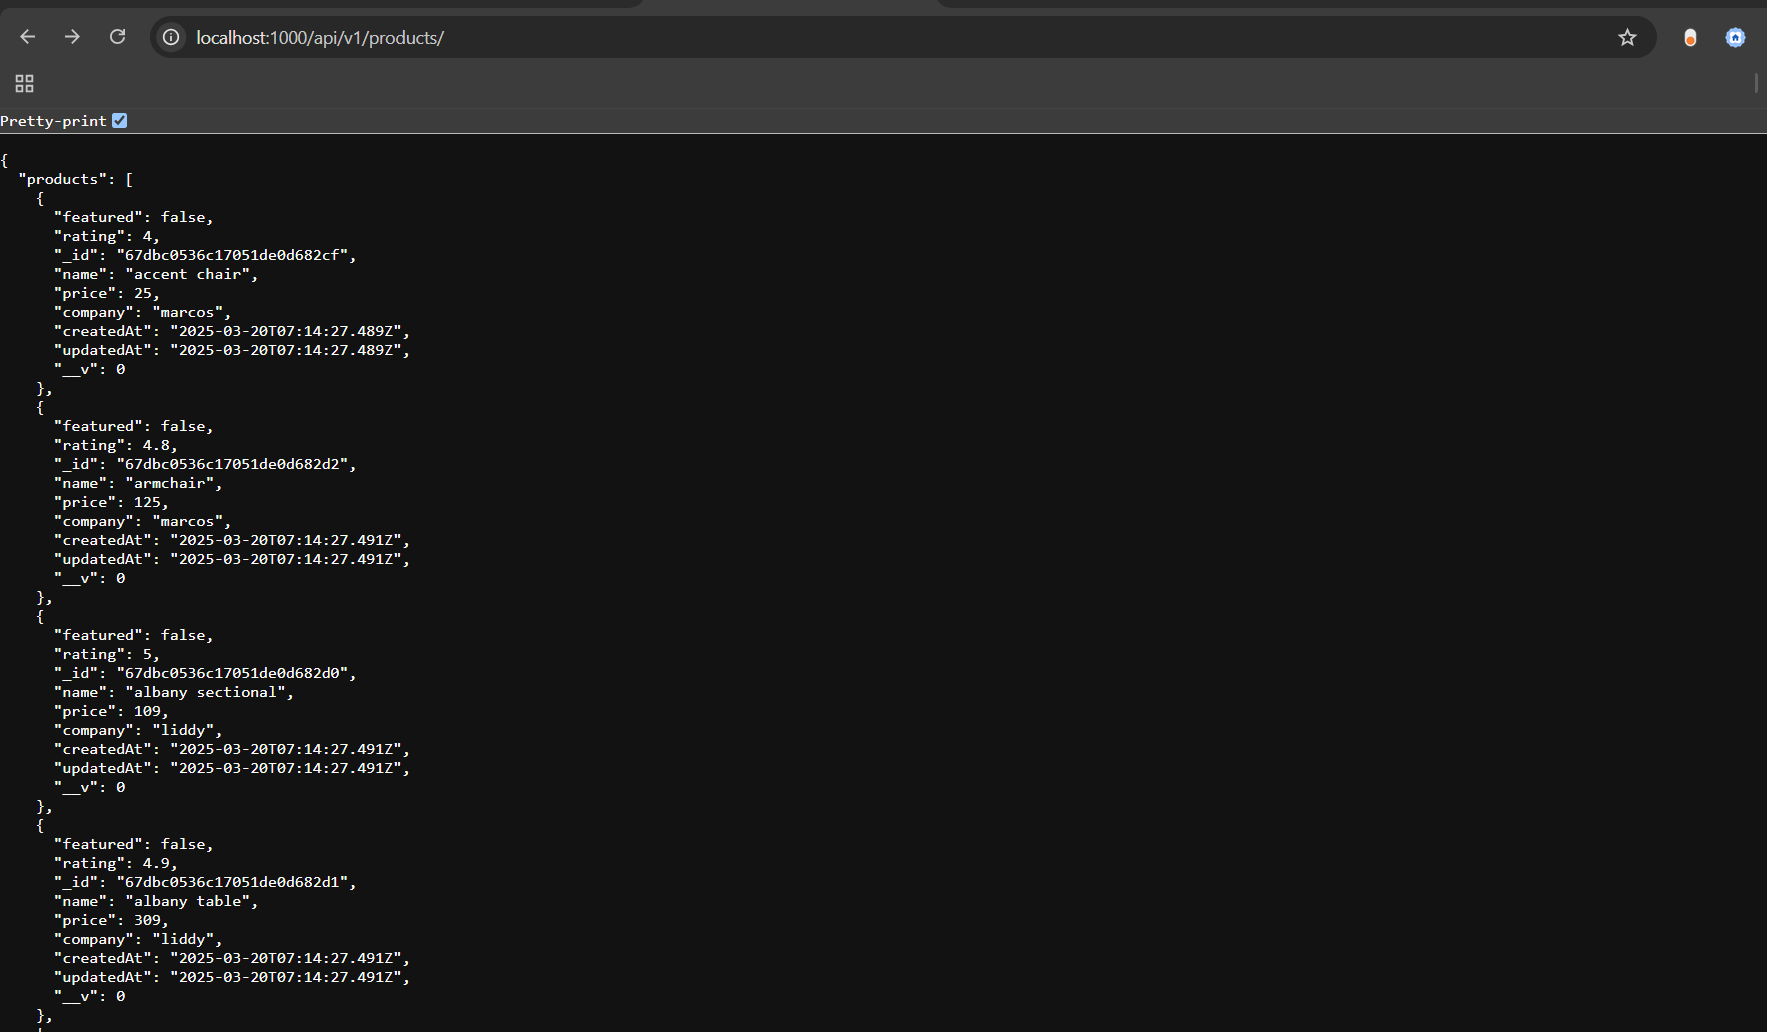 localhost:1000/api/v1/products/
Pretty-print
{
"products": [
{
"featured": false,
"rating": 4,
"_id": "67dbc0536c17051de0d682cf",
"name": "accent chair",
"price": 25,
"company": "marcos",
"createdAt": "2025-03-20T07:14:27.489Z",
"updatedAt": "2025-03-20T07:14:27.489Z",
"__v": 0
},
{
"featured": false,
"rating": 4.8,
"_id": "67dbc0536c17051de0d682d2",
"name": "armchair",
"price": 125,
"company": "marcos",
"createdAt": "2025-03-20T07:14:27.491Z",
"updatedAt": "2025-03-20T07:14:27.491Z",
"__v": 0
},
{
"featured": false,
"rating": 5,
"_id": "67dbc0536c17051de0d682d0",
"name": "albany sectional",
"price": 109,
"company": "liddy",
"createdAt": "2025-03-20T07:14:27.491Z",
"updatedAt": "2025-03-20T07:14:27.491Z",
"__v": 0
},
{
"featured": false,
"rating": 4.9,
"_id": "67dbc0536c17051de0d682d1",
"name": "albany table",
"price": 309,
"company": "liddy",
"createdAt": "2025-03-20T07:14:27.491Z",
"updatedAt": "2025-03-20T07:14:27.491Z",
"__v": 0
},